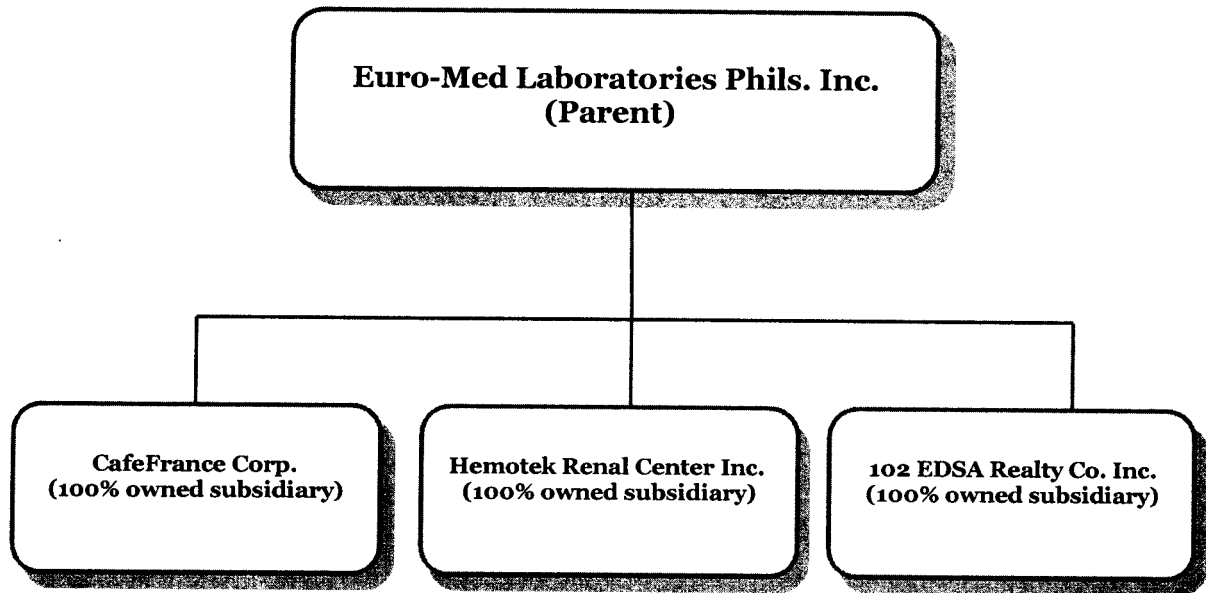 Euro-Med Laboratories Phils. Inc.
(Parent)
CafeFrance Corp.
(100% owned subsidiary)
Hemotek Renal Center Inc.
(100% owned subsidiary)
102 EDSA Realty Co. Inc.
(100% owned subsidiary)